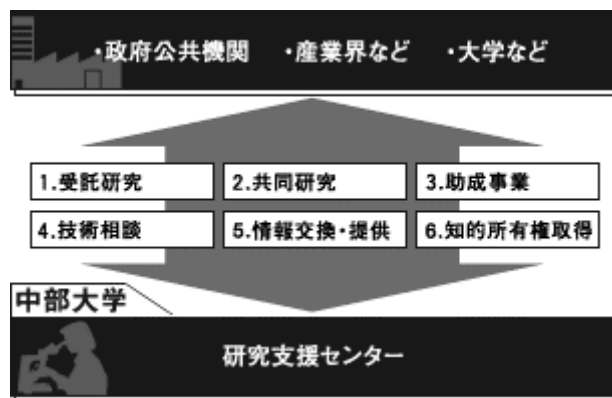 ・政府公共機関　・産業界など　・大学など
1.受託研究
2.共同研究
3.助成事業
4.技術相談
5.情報交換・提供
6.知的所有権取得
中部大学
研究支援センター